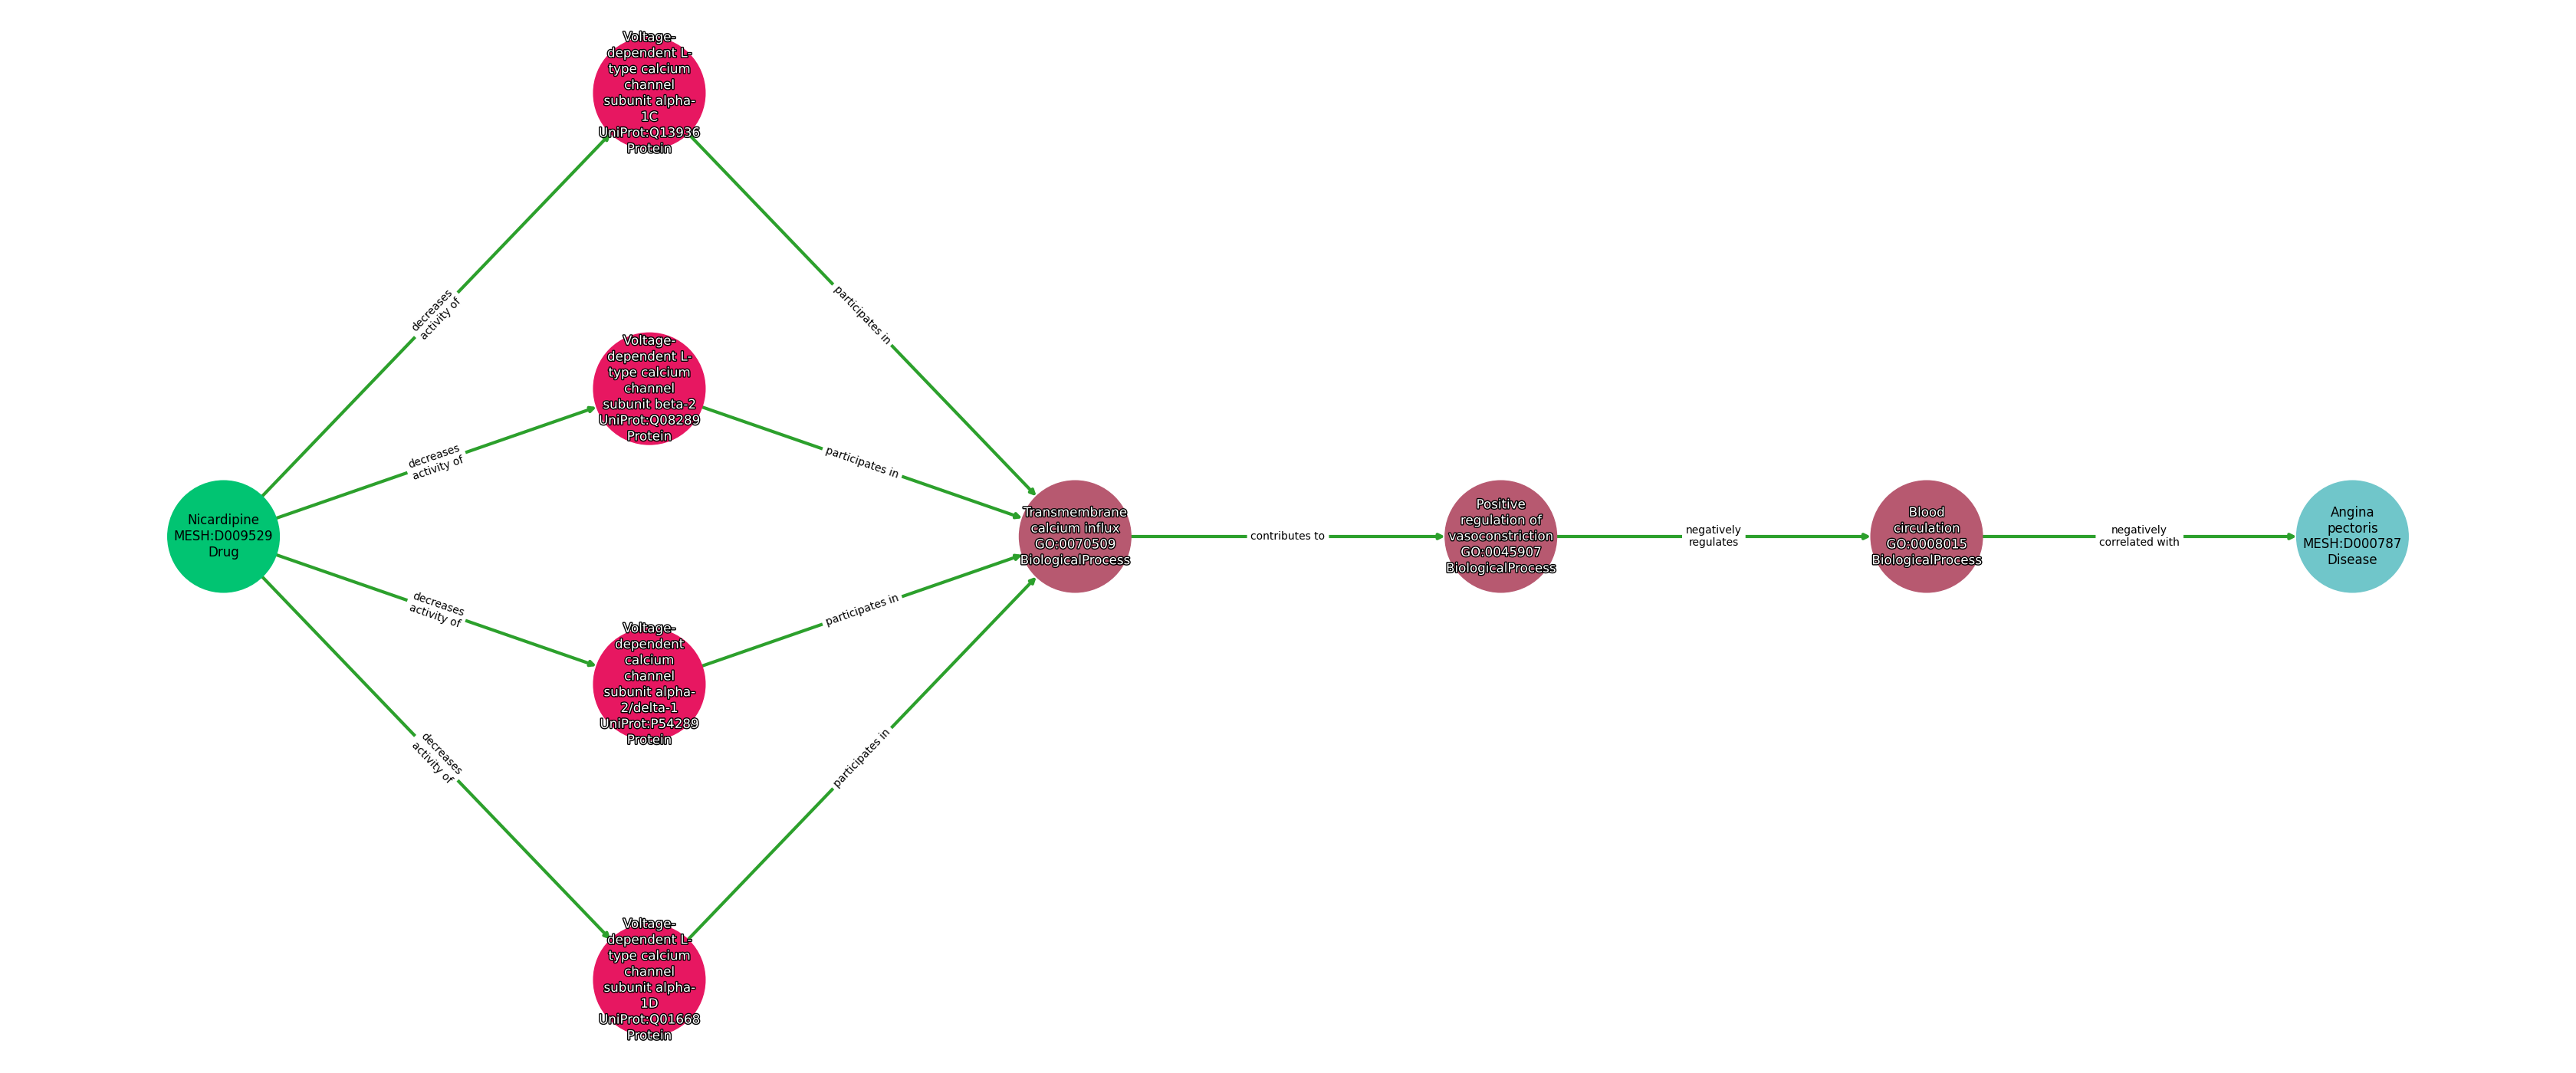 Voltage-
dependent L-
type calcium
channel
subunit alpha-
1C
UniProt:Q13936
Protein
decreases
activity of
participates in
Voltage-
dependent L-
type calcium
channel
subunit beta-2
UniProt:Q08289
Protein
decreases
activity of
participates in
Nicardipine
MESH:D009529
Drug
Transmembrane
calcium influx
GO:0070509
BiologicalProcess
contributes to
Positive
regulation of
vasoconstriction
GO:0045907
BiologicalProcess
negatively
regulates
Blood
circulation
GO:0008015
BiologicalProcess
negatively
correlated with
Angina
pectoris
MESH:D000787
Disease
decreases
activity of
participates in
Voltage-
dependent
calcium
channel
subunit alpha-
2/delta-1
UniProt:P54289
Protein
decreases
activity of
participates in
Voltage-
dependent L-
type calcium
channel
subunit alpha-
1D
UniProt:Q01668
Protein